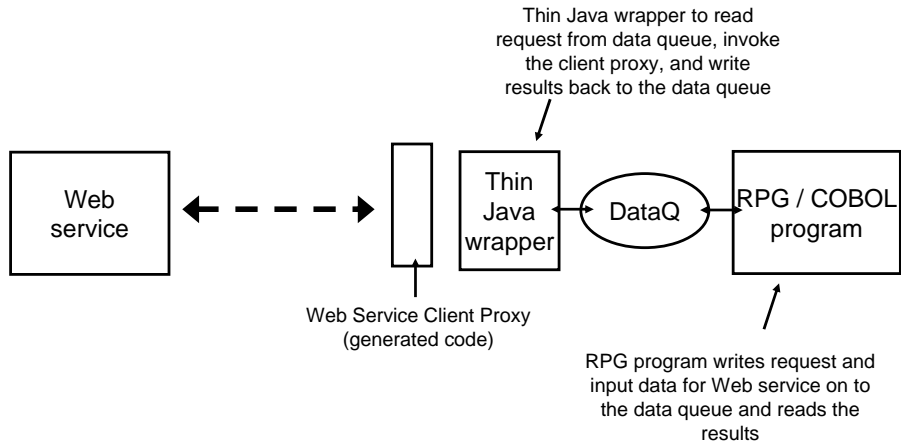 Thin Java wrapper to read
request from data queue, invoke
the client proxy, and write
results back to the data queue
Web
service
Thin
Java
wrapper
DataQ
RPG / COBOL
program
Web Service Client Proxy
(generated code)
RPG program writes request and
input data for Web service on to
the data queue and reads the
results